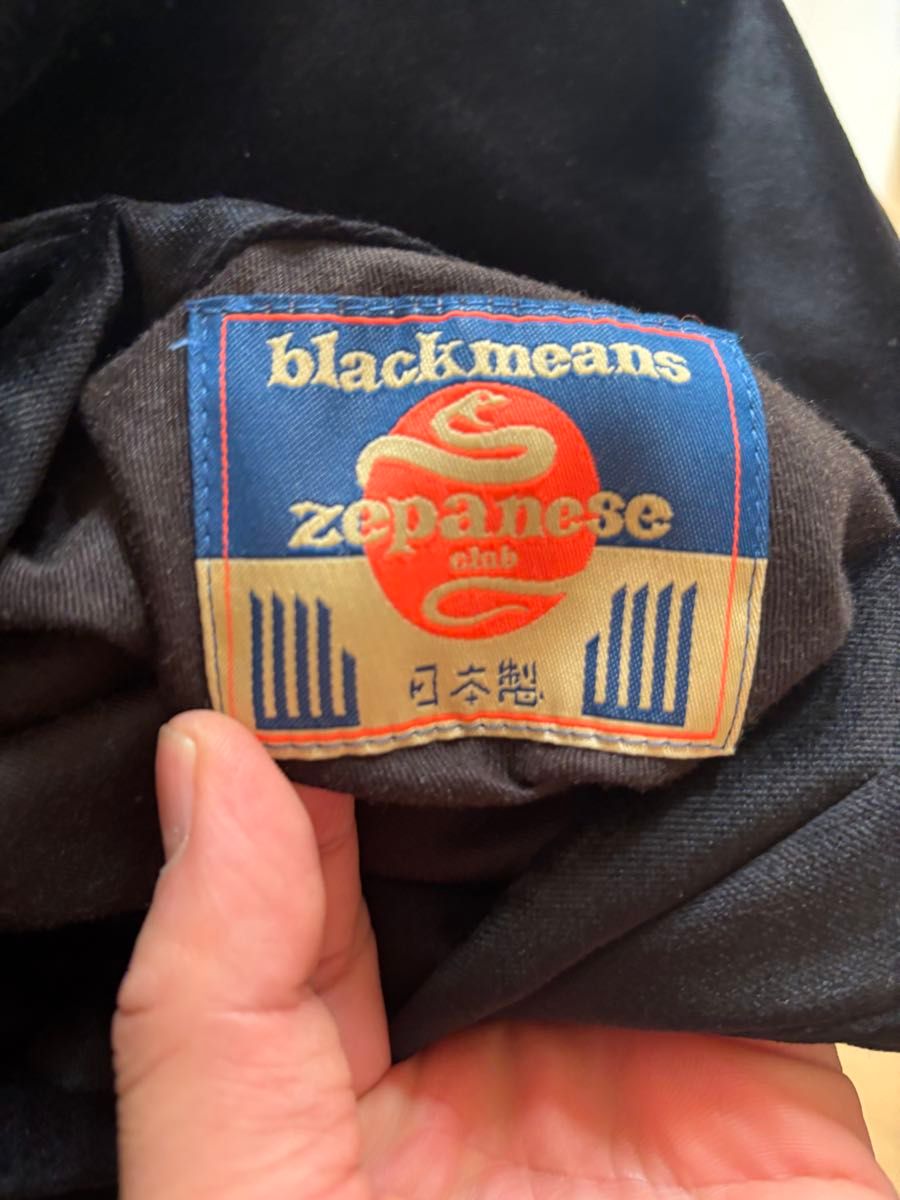 blackmeans
zepanese
club
日本製